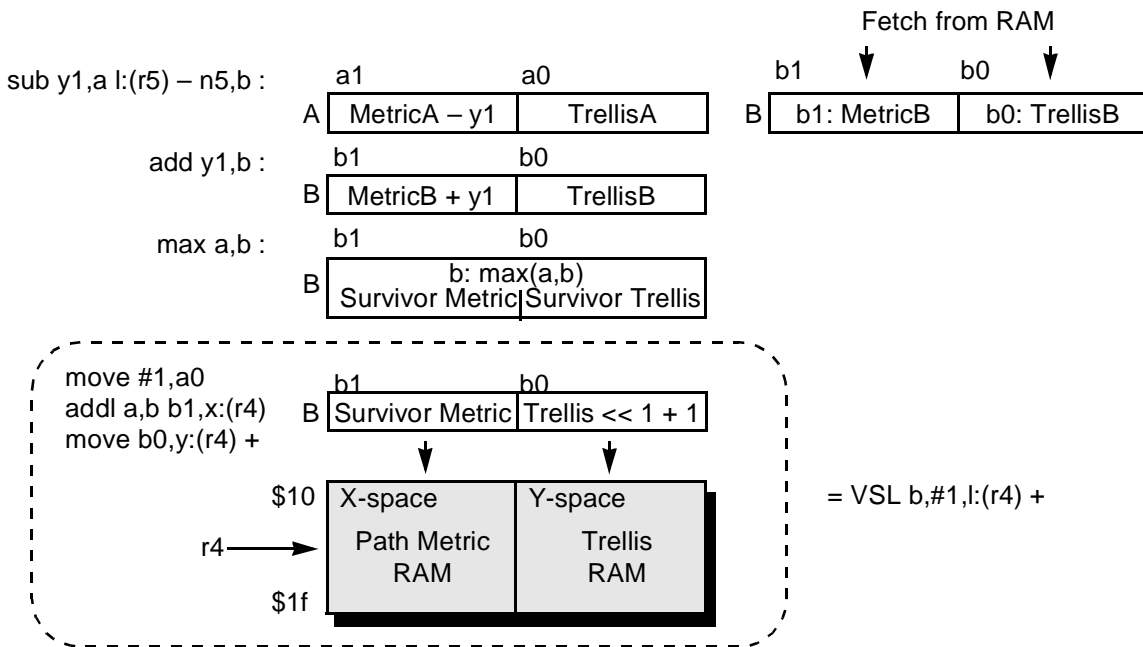 Fetch from RAM
sub y1,a l:(r5) – n5,b :
a1 a0
b1 b0
A MetricA – y1 TrellisA
B b1: MetricB b0: TrellisB
add y1,b :
b1 b0
B MetricB + y1 TrellisB
max a,b :
b1 b0
B b: max(a,b)
Survivor Metric Survivor Trellis
move #1,a0
addl a,b b1,x:(r4)
move b0,y:(r4) +
b1 b0
B Survivor Metric Trellis << 1 + 1
$10 X-space Y-space
= VSL b,#1,l:(r4) +
r4 Path Metric Trellis
RAM RAM
$1f